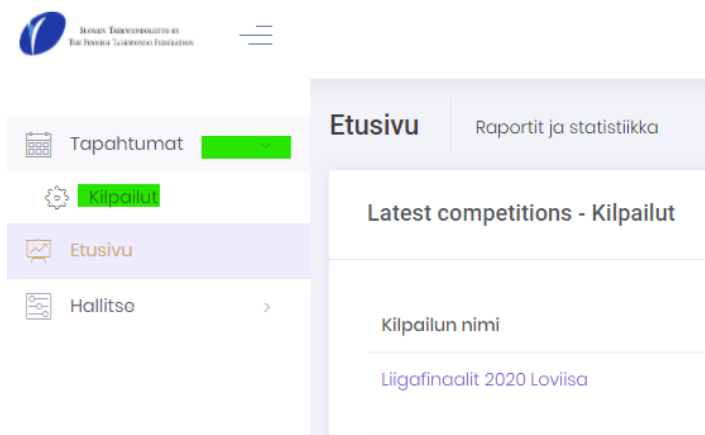 SUOMEN TAEKWONDOLIITTO RY
THE FINNISH TAEKWONDO FEDERATION
Tapahtumat
Kilpailut
Etusivu
Hallitse
Etusivu
Raportit ja statistiikka
Latest competitions - Kilpailut
Kilpailun nimi
Liigafinaalit 2020 Loviisa